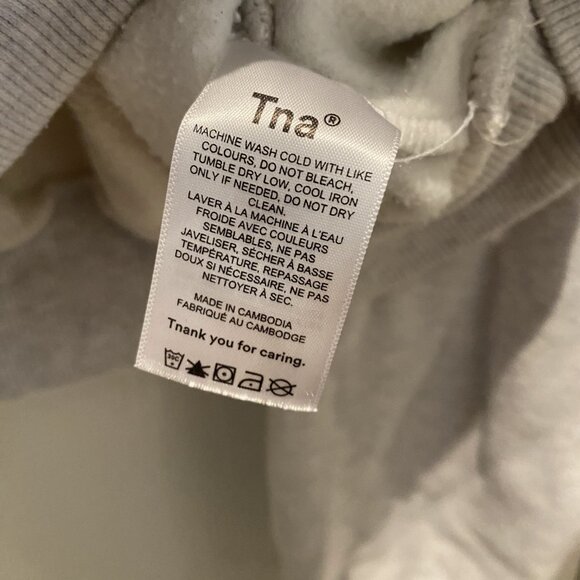 Tna®
MACHINE WASH COLD WITH LIKE
COLOURS, DO NOT BLEACH,
TUMBLE DRY LOW, COOL IRON
ONLY IF NEEDED, DO NOT DRY
CLEAN.
LAVER À LA MACHINE À L'EAU
FROIDE AVEC COULEURS
SEMBLABLES, NE PAS
JAVELISER, SÉCHER À BASSE
TEMPÉRATURE, REPASSAGE
DOUX SI NÉCESSAIRE, NE PAS
NETTOYER À SEC.
MADE IN CAMBODIA
FABRIQUÉ AU CAMBODGE
Tnank you for caring.
30C